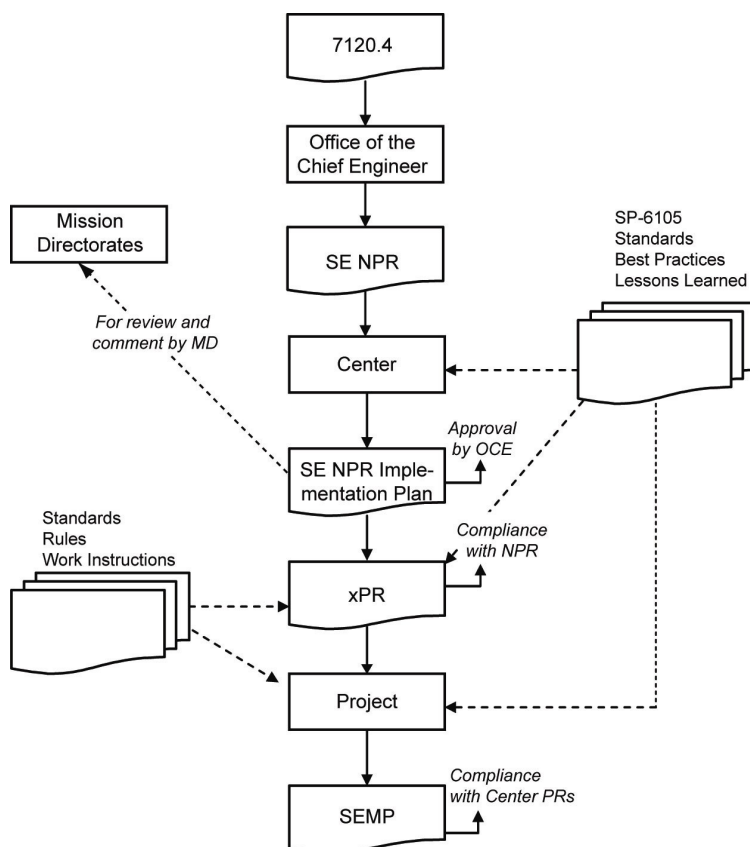 7120.4
Office of the
Chief Engineer
Mission
Directorates
SE NPR
SP-6105
Standards
Best Practices
Lessons Learned
For review and
comment by MD
Center
Approval
by OCE
SE NPR Imple-
mentation Plan
Standards
Rules
Work Instructions
Compliance
with NPR
xPR
Project
Compliance
with Center PRs
SEMP